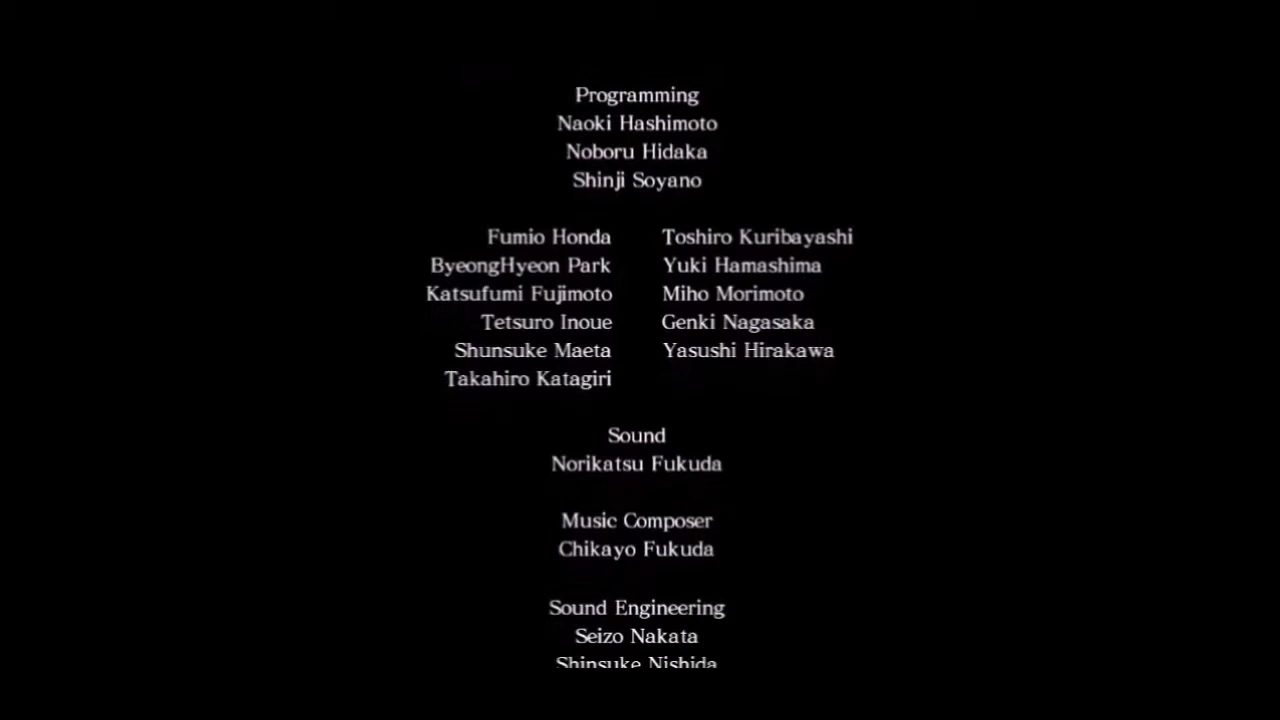 Programming
Naoki Hashimoto
Noboru Hidaka
Shinji Soyano
Fumio Honda Toshiro Kuribayashi
ByeongHyeon Park Yuki Hamashima
Katsufumi Fujimoto Miho Morimoto
Tetsuro Inoue Genki Nagasaka
Shunsuke Maeta Yasushi Hirakawa
Takahiro Katagiri
Sound
Norikatsu Fukuda
Music Composer
Chikayo Fukuda
Sound Engineering
Seizo Nakata
Shinsuke Nishida